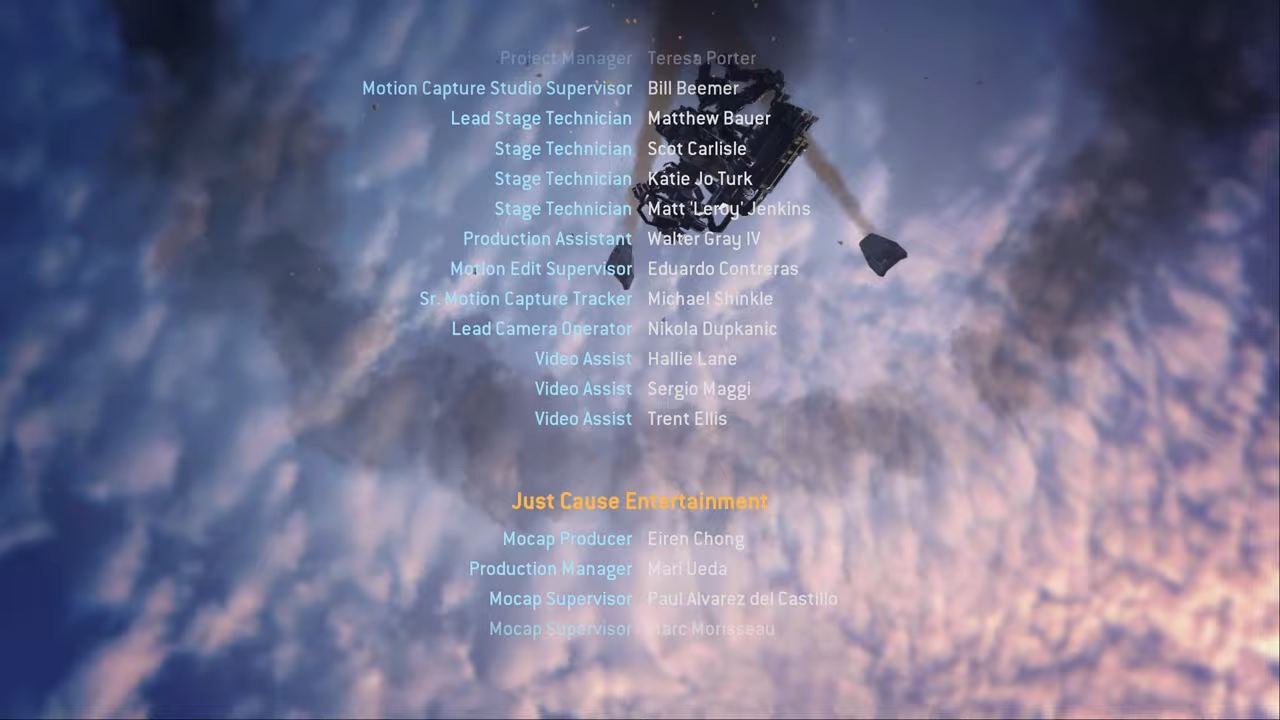 Project Manager Teresa Porter
Motion Capture Studio Supervisor Bill Beemer
Lead Stage Technician Matthew Bauer
Stage Technician Scot Carlisle
Stage Technician Katie Jo Turk
Stage Technician Matt 'Leroy' Jenkins
Production Assistant Walter Gray IV
Motion Edit Supervisor Eduardo Contreras
Sr. Motion Capture Tracker Michael Shinkle
Lead Camera Operator Nikola Dupkanic
Video Assist Hallie Lane
Video Assist Sergio Maggi
Video Assist Trent Ellis
Just Cause Entertainment
Mocap Producer Eiren Chong
Production Manager Mari Ueda
Mocap Supervisor Paul Alvarez del Castillo
Mocap Supervisor Marc Morisseau